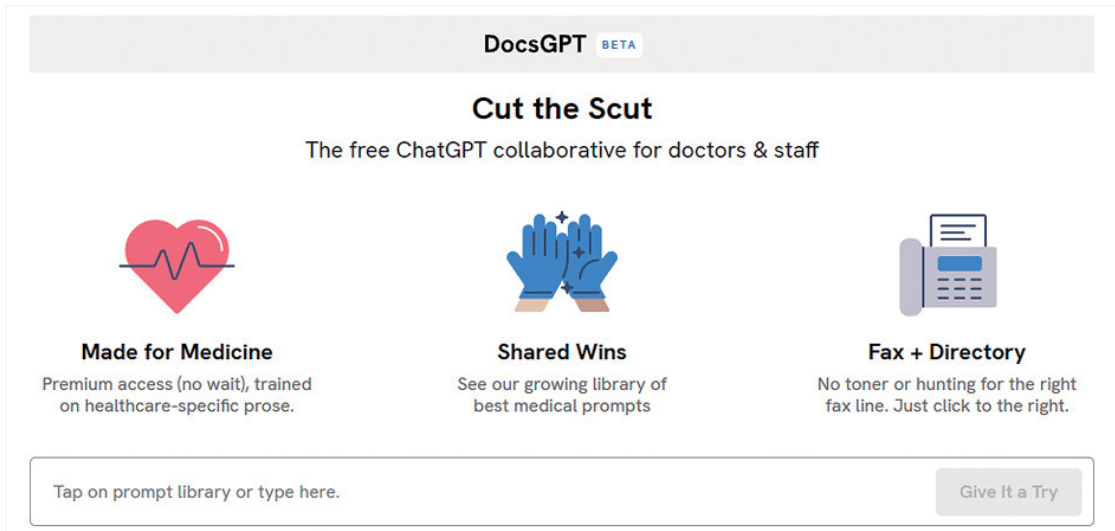 DocsGPT BETA
Cut the Scut
The free ChatGPT collaborative for doctors & staff
Made for Medicine
Premium access (no wait), trained
on healthcare-specific prose.
Shared Wins
See our growing library of
best medical prompts
Fax + Directory
No toner or hunting for the right
fax line. Just click to the right.
Tap on prompt library or type here.
Give It a Try